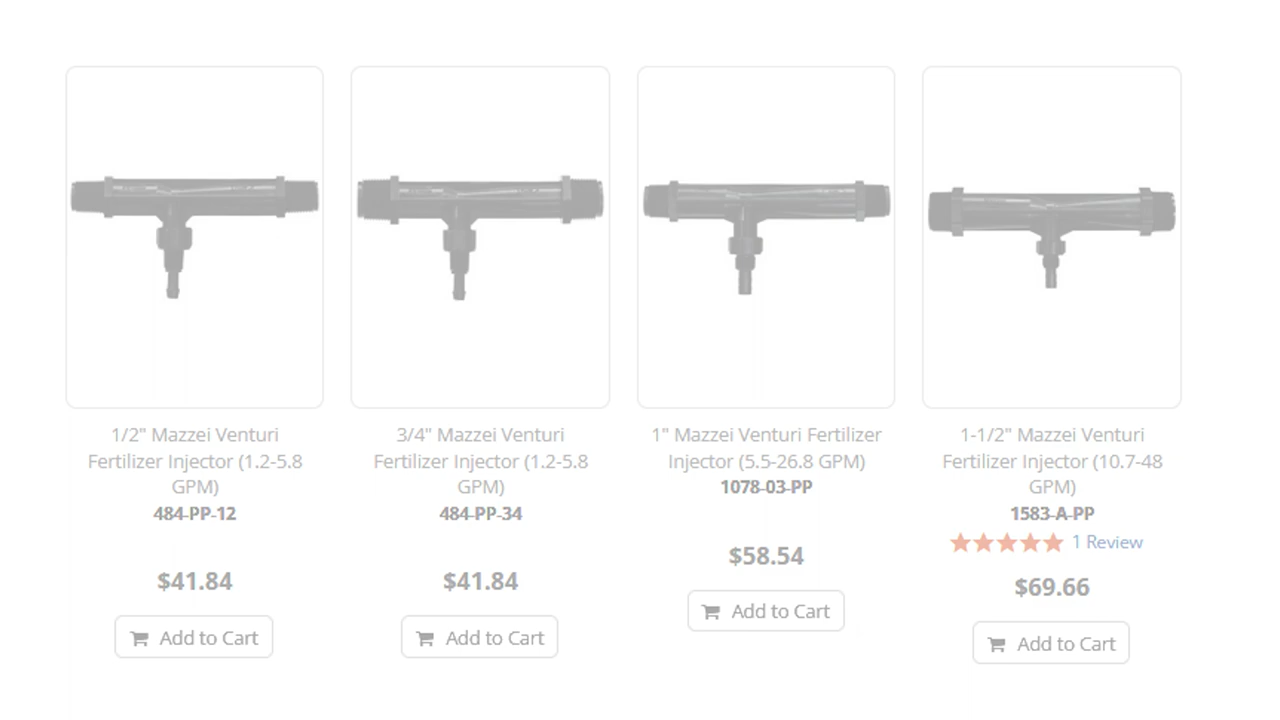 1/2" Mazzei Venturi
Fertilizer Injector (1.2-5.8
GPM)
484-PP-12
$41.84
Add to Cart
3/4" Mazzei Venturi
Fertilizer Injector (1.2-5.8
GPM)
484-PP-34
$41.84
Add to Cart
1" Mazzei Venturi Fertilizer
Injector (5.5-26.8 GPM)
1078-03-PP
$58.54
Add to Cart
1-1/2" Mazzei Venturi
Fertilizer Injector (10.7-48
GPM)
1583-A-PP
1 Review
$69.66
Add to Cart